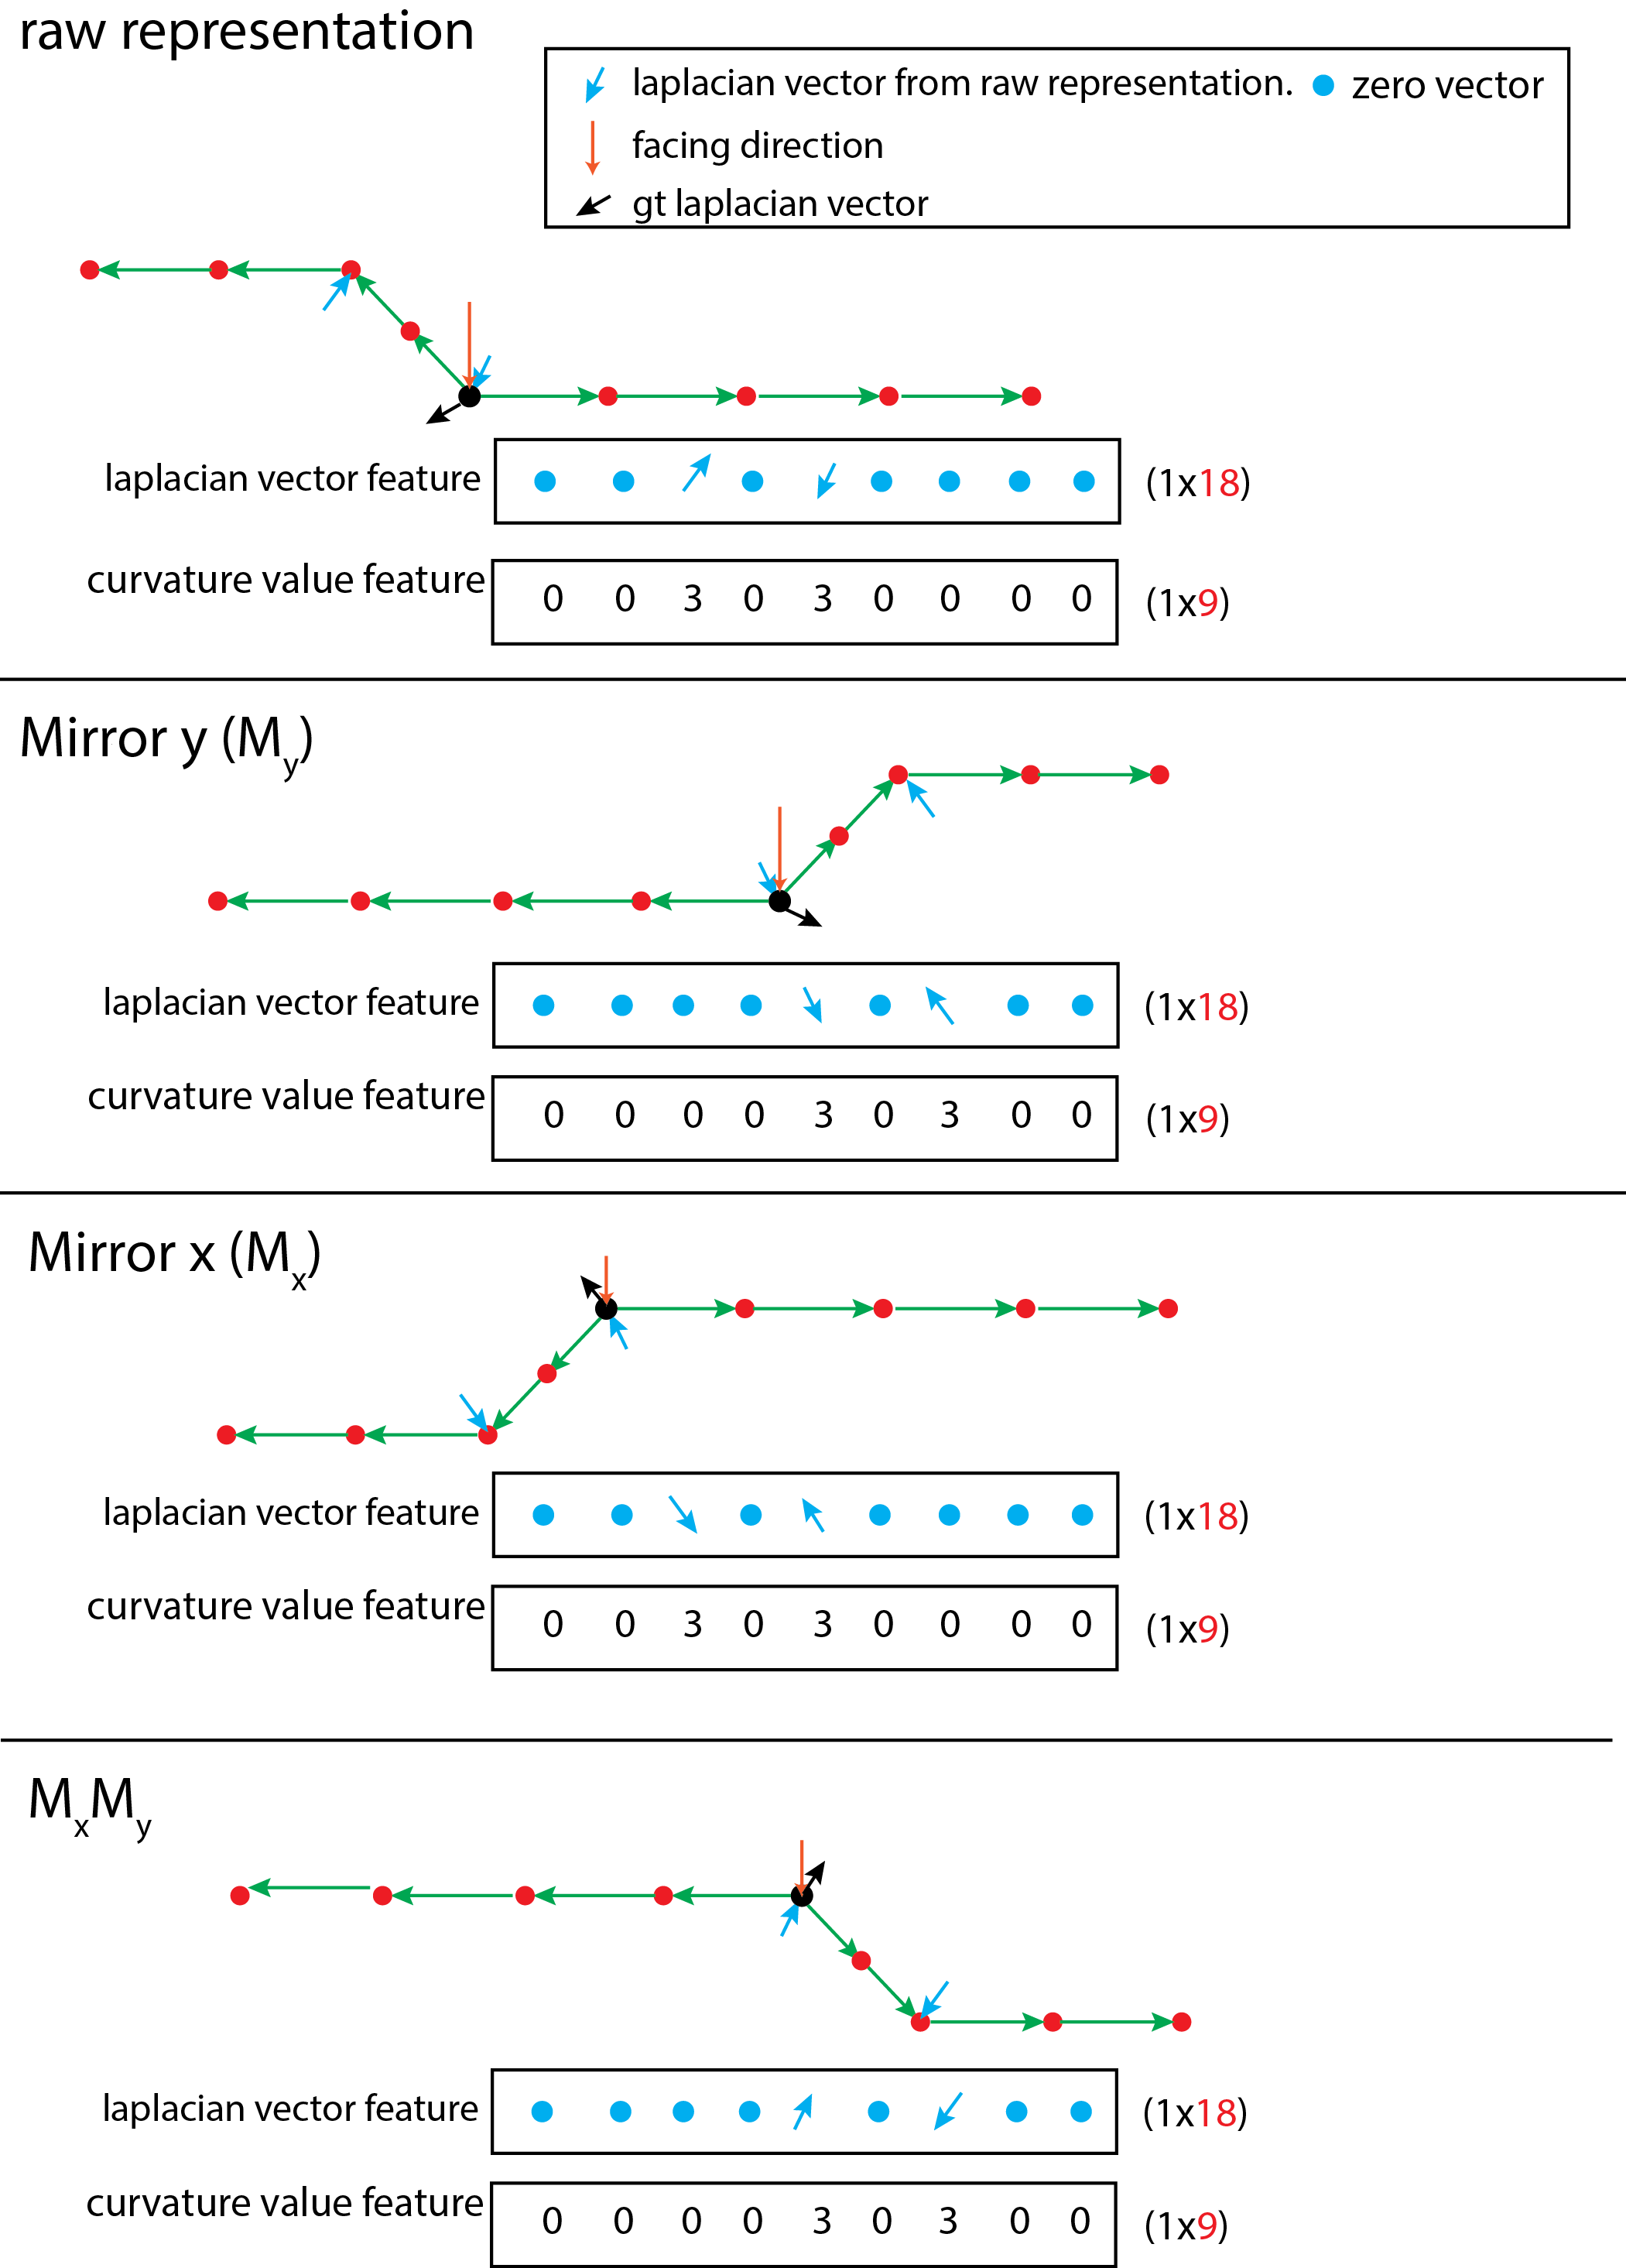 raw representation
laplacian vector from raw representation. zero vector
facing direction
gt laplacian vector
laplacian vector feature (1x18)
curvature value feature 0 0 3 0 3 0 0 0 0 (1x9)
Mirror y (My)
laplacian vector feature (1x18)
curvature value feature 0 0 0 0 3 0 3 0 0 (1x9)
Mirror x (Mx)
laplacian vector feature (1x18)
curvature value feature 0 0 3 0 3 0 0 0 0 (1x9)
MxMy
laplacian vector feature (1x18)
curvature value feature 0 0 0 0 3 0 3 0 0 (1x9)